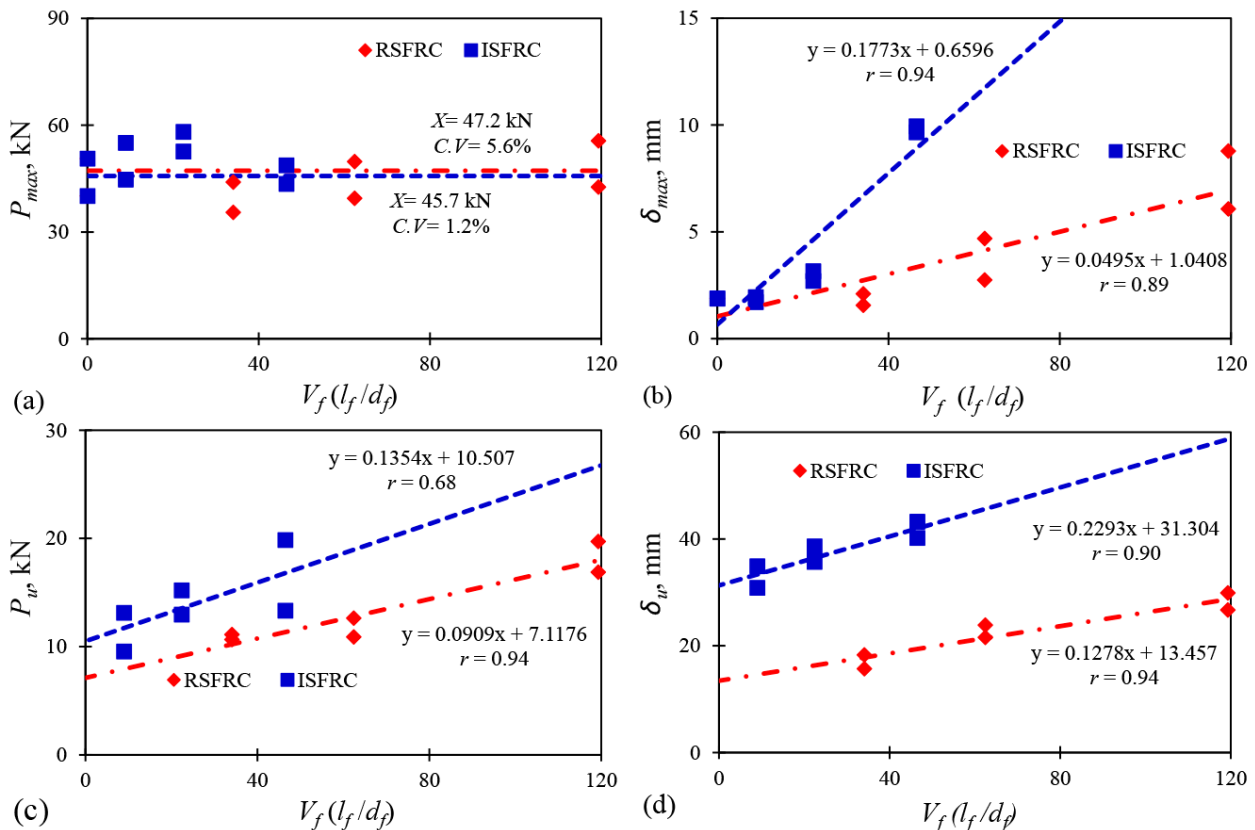 90
60
30
0
P_max, kN
RSFRC ISFRC
X= 47.2 kN
C.V= 5.6%
X= 45.7 kN
C.V= 1.2%
0 40 80 120
V_f (l_f/d_f)
(a)
15
10
5
0
δ_max, mm
y = 0.1773x + 0.6596
r = 0.94
RSFRC ISFRC
y = 0.0495x + 1.0408
r = 0.89
0 40 80 120
V_f (l_f/d_f)
(b)
30
20
10
0
P_u, kN
y = 0.1354x + 10.507
r = 0.68
y = 0.0909x + 7.1176
r = 0.94
RSFRC ISFRC
0 40 80 120
V_f (l_f/d_f)
(c)
60
40
20
0
δ_u, mm
RSFRC ISFRC
y = 0.2293x + 31.304
r = 0.90
y = 0.1278x + 13.457
r = 0.94
0 40 80 120
V_f (l_f/d_f)
(d)